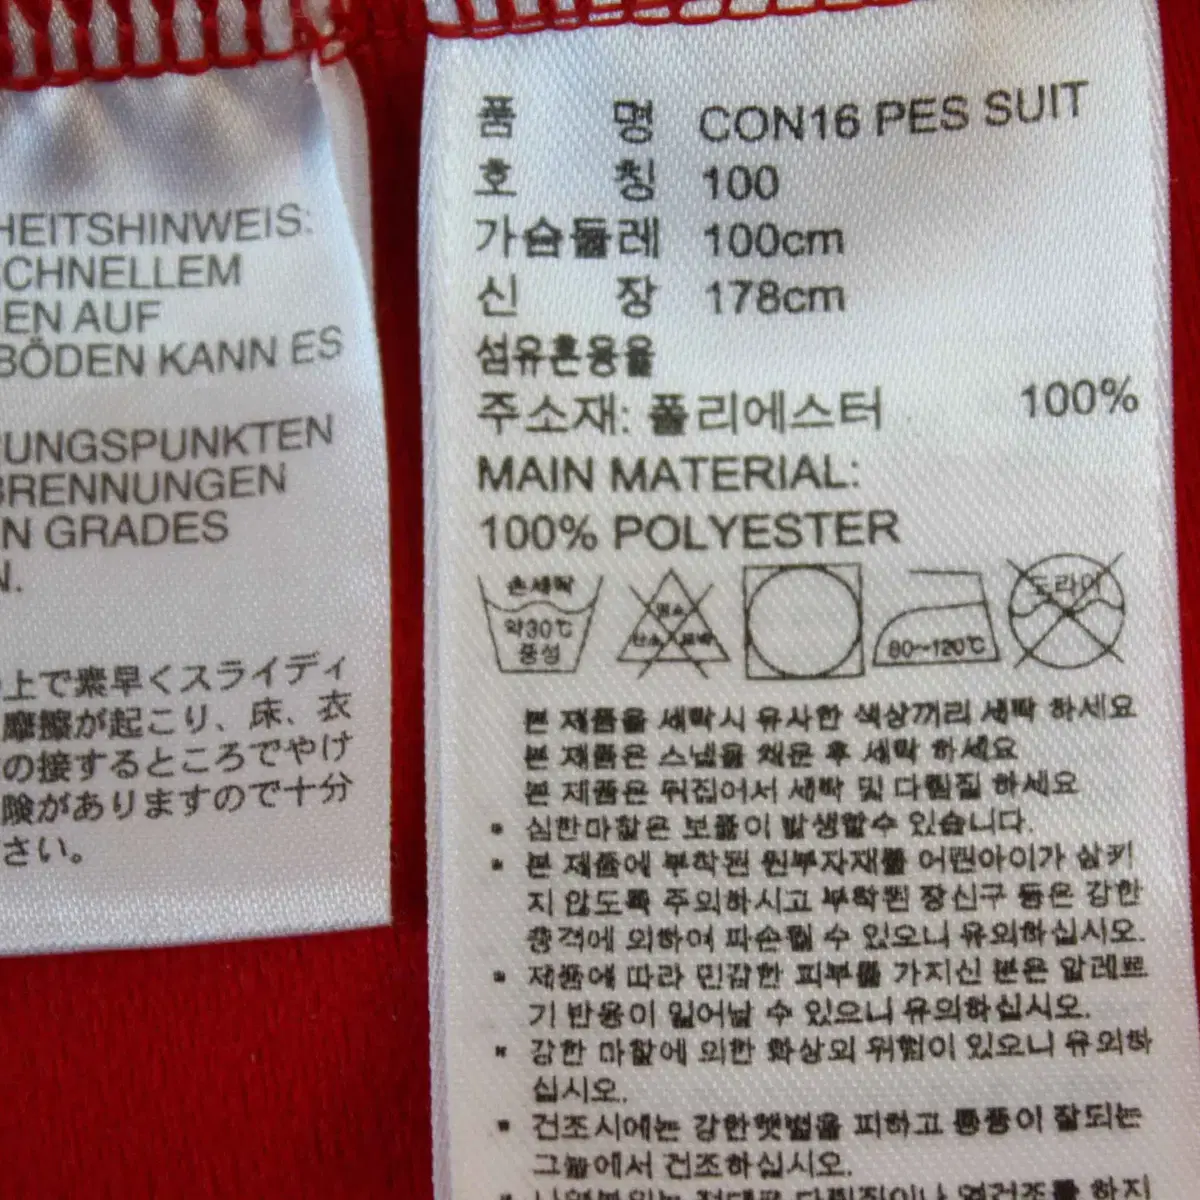 HEITSHINWEIS:
CHNELLEM
EN AUF
BÖDEN KANN ES
UNGSPUNKTEN
BRENNUNGEN
N GRADES
N.
上で素早くスライディ
摩擦が起こり、床、衣
の接するところでやけ
険がありますので十分
さい。
품 명 CON16 PES SUIT
호 칭 100
가슴둘레 100cm
신 장 178cm
섬유혼용율
주소재: 폴리에스터 100%
MAIN MATERIAL:
100% POLYESTER
손세탁
약30℃
중성
염소
산소 표백
80~120℃
드라이
본 제품을 세탁시 유사한 색상끼리 세탁 하세요
본 제품은 스냅을 채운 후 세탁 하세요
본 제품은 뒤집어서 세탁 및 다림질 하세요
• 심한마찰은 보풀이 발생할수 있습니다.
• 본 제품에 부착된 원부자재를 어린아이가 삼키
지 않도록 주의하시고 부착된 장신구 등은 강한
충격에 의하여 파손될 수 있으니 유의하십시오.
• 제품에 따라 민감한 피부를 가지신 분은 알레르
기 반응이 일어날 수 있으니 유의하십시오.
• 강한 마찰에 의한 화상의 위험이 있으니 유의하
십시오.
• 건조시에는 강한햇볕을 피하고 통풍이 잘되는
그늘에서 건조하십시오.